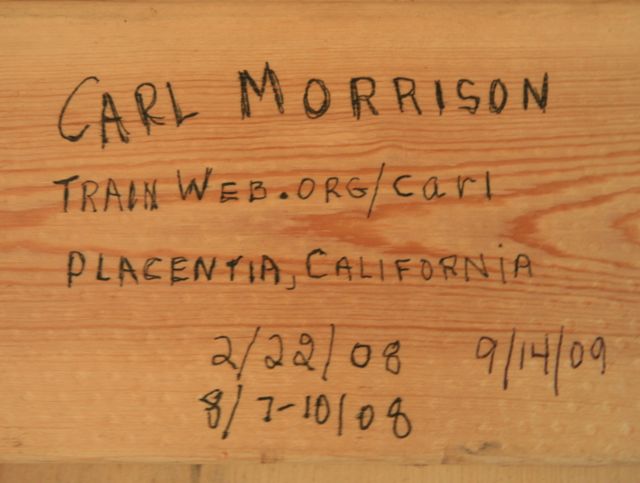 CARL MORRISON
TRAINWEB.ORG/carl
PLACENTIA, CALIFORNIA
2/22/08 9/14/09
8/7-10/08